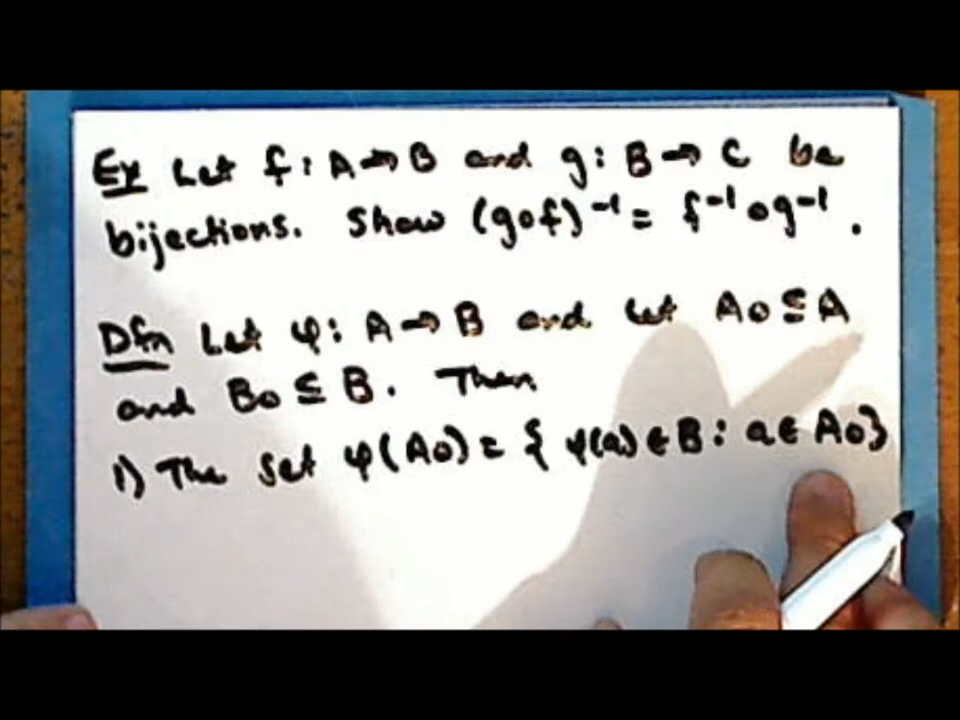 Ex Let f : A → B and g : B → C be
bijections. Show (g∘f)⁻¹ = f⁻¹ ∘ g⁻¹ .
Dfn Let φ : A → B and let A₀ ⊆ A
and B₀ ⊆ B. Then
1) The set φ(A₀) = { φ(a) ∈ B : a ∈ A₀}